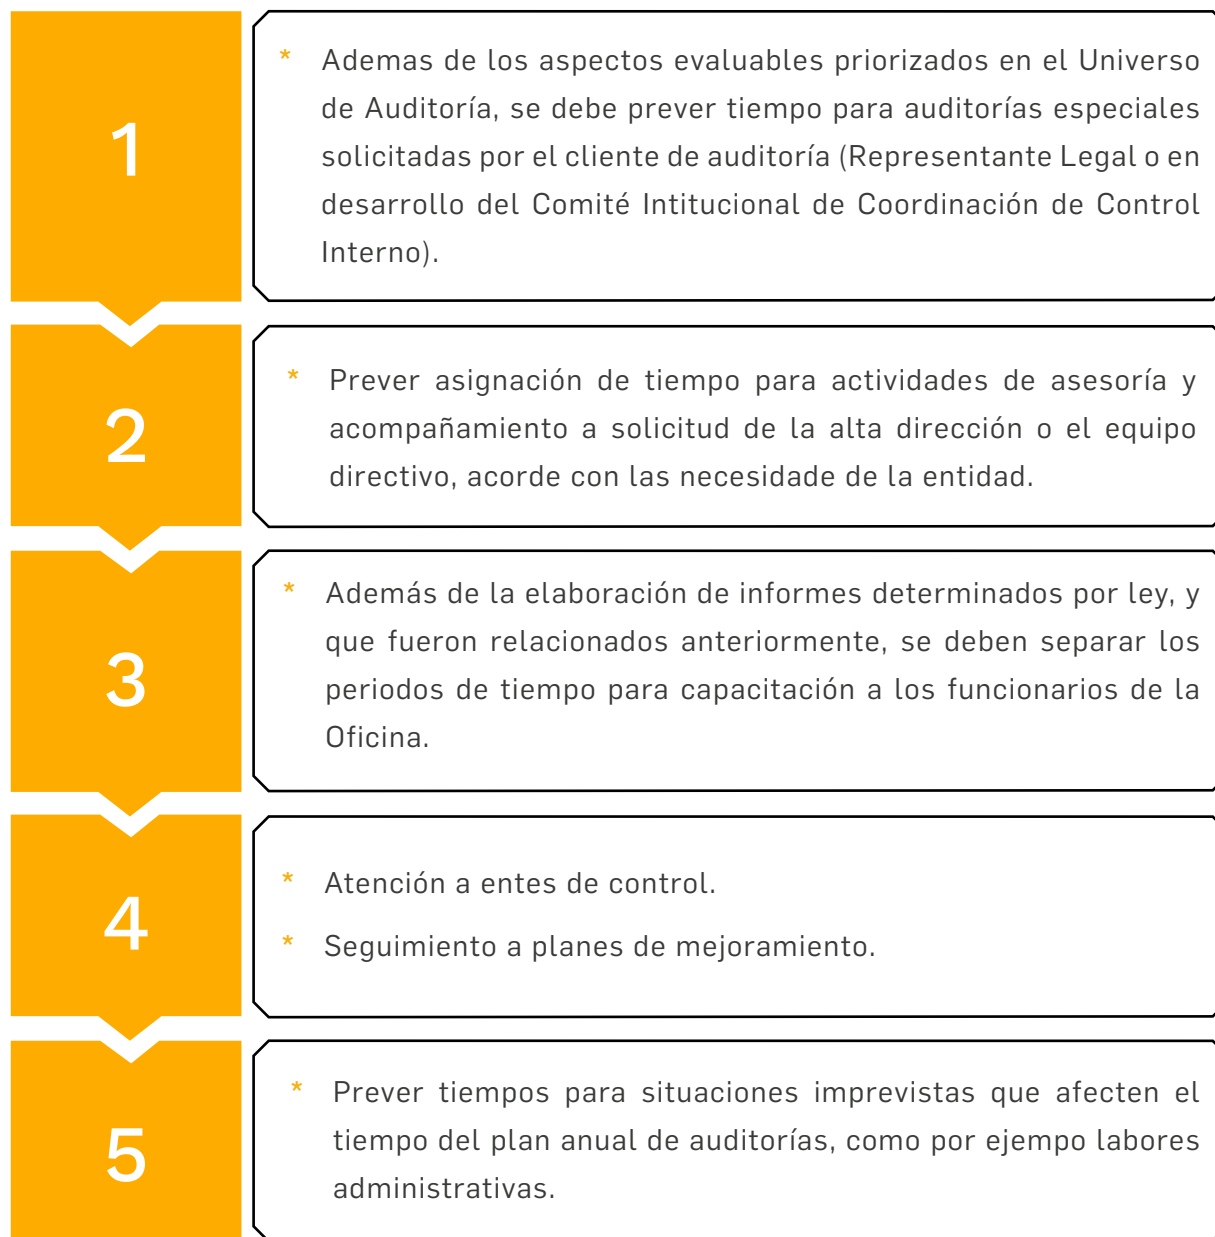 1
* Ademas de los aspectos evaluables priorizados en el Universo
de Auditoría, se debe prever tiempo para auditorías especiales
solicitadas por el cliente de auditoría (Representante Legal o en
desarrollo del Comité Intitucional de Coordinación de Control
Interno).
2
* Prever asignación de tiempo para actividades de asesoría y
acompañamiento a solicitud de la alta dirección o el equipo
directivo, acorde con las necesidade de la entidad.
3
* Además de la elaboración de informes determinados por ley, y
que fueron relacionados anteriormente, se deben separar los
periodos de tiempo para capacitación a los funcionarios de la
Oficina.
4
* Atención a entes de control.
* Seguimiento a planes de mejoramiento.
5
* Prever tiempos para situaciones imprevistas que afecten el
tiempo del plan anual de auditorías, como por ejempo labores
administrativas.